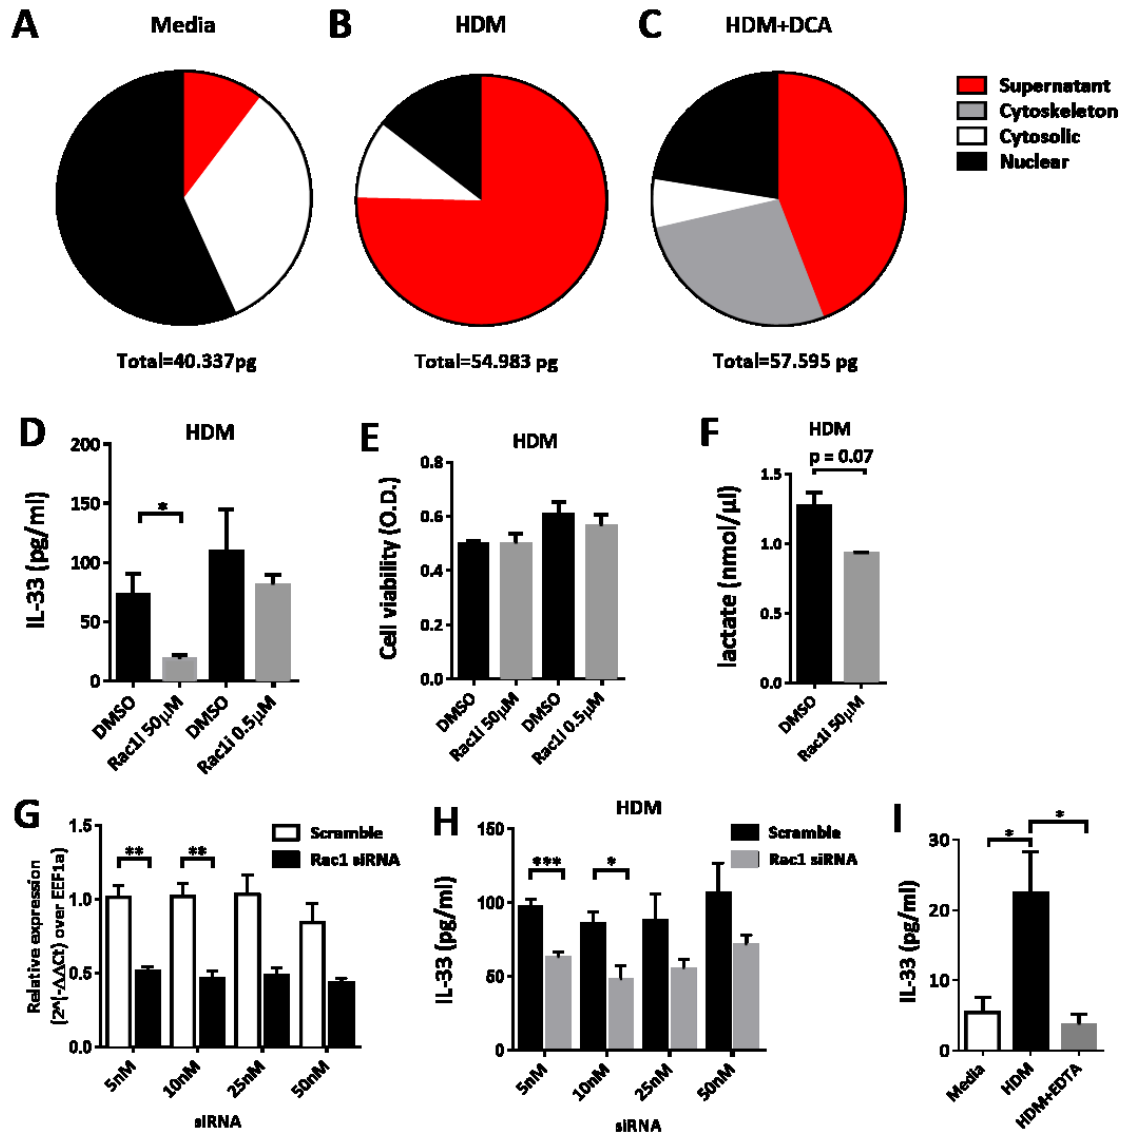 A Media B HDM C HDM+DCA
Supernatant
Cytoskeleton
Cytosolic
Nuclear
Total=40.337pg Total=54.983 pg Total=57.595 pg
D
HDM
IL-33 (pg/ml)
200
150
100
50
0
*
DMSO
Rac1i 50μM
DMSO
Rac1i 0.5μM
E
HDM
Cell viability (O.D.)
0.8
0.6
0.4
0.2
0.0
DMSO
Rac1i 50μM
DMSO
Rac1i 0.5μM
F
HDM
p = 0.07
lactate (nmol/μl)
1.5
1.0
0.5
0.0
DMSO
Rac1i 50μM
G
Relative expression
(2^(-ΔΔCt) over EEF1a)
1.5
1.0
0.5
0.0
** **
Scramble
Rac1 siRNA
5nM
10nM
25nM
50nM
siRNA
H
HDM
IL-33 (pg/ml)
150
100
50
0
*** *
Scramble
Rac1 siRNA
5nM
10nM
25nM
50nM
siRNA
I
IL-33 (pg/ml)
30
20
10
0
* *
Media
HDM
HDM+EDTA